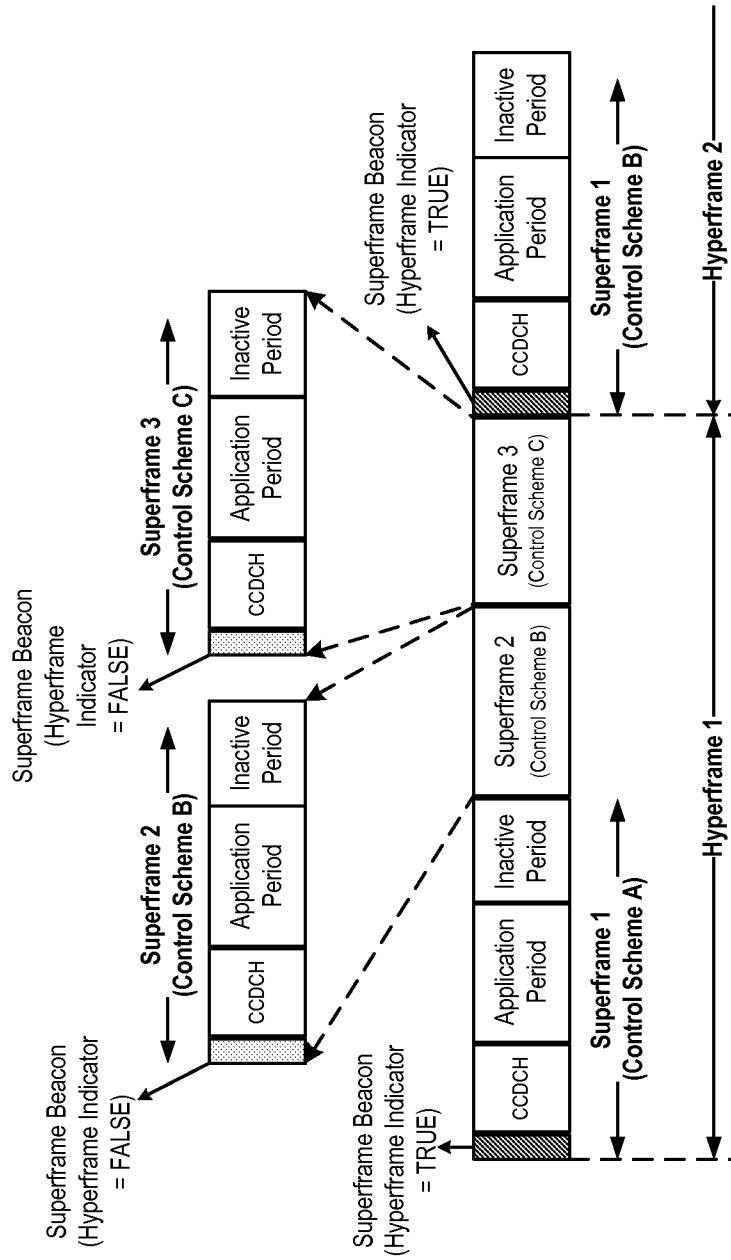 Superframe Beacon
(Hyperframe Indicator
= FALSE)
Superframe 2
(Control Scheme B)
CCDCH
Application
Period
Inactive
Period
Superframe Beacon
(Hyperframe
Indicator
= FALSE)
Superframe 3
(Control Scheme C)
CCDCH
Application
Period
Inactive
Period
Superframe Beacon
(Hyperframe Indicator
= TRUE)
CCDCH
Application
Period
Inactive
Period
Superframe 1
(Control Scheme A)
Superframe 2
(Control Scheme B)
Superframe 3
(Control Scheme C)
Superframe Beacon
(Hyperframe Indicator
= TRUE)
CCDCH
Application
Period
Inactive
Period
Superframe 1
(Control Scheme B)
Hyperframe 1
Hyperframe 2